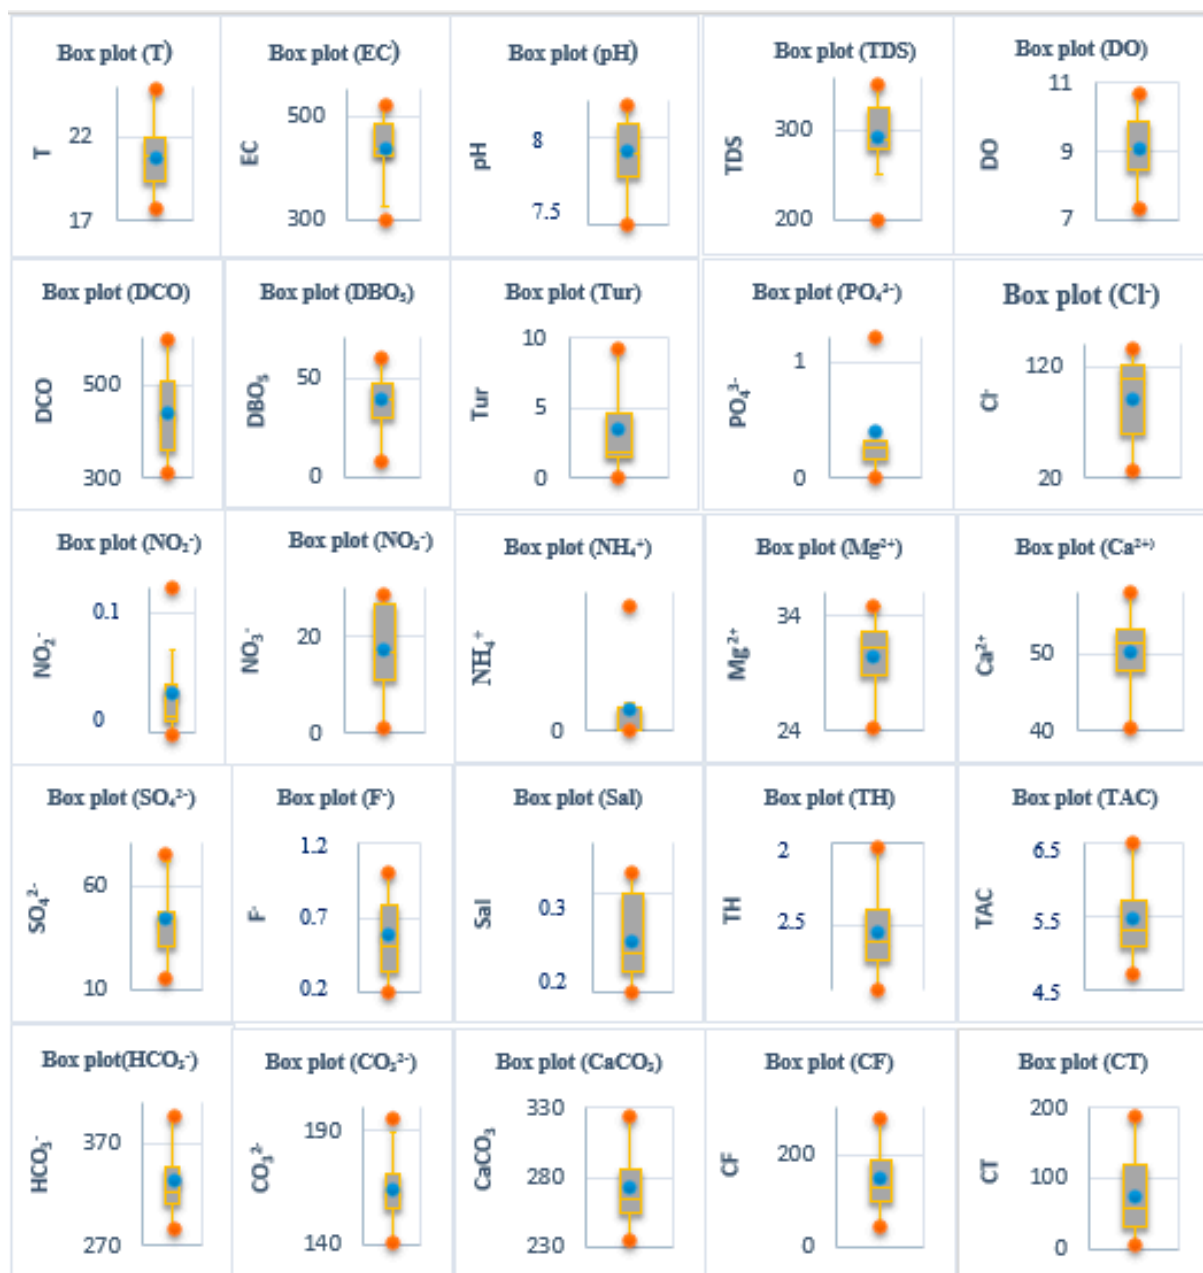 Box plot (T)
T
22
17
Box plot (EC)
EC
500
300
Box plot (pH)
pH
8
7.5
Box plot (TDS)
TDS
300
200
Box plot (DO)
DO
11
9
7
Box plot (DCO)
DCO
500
300
Box plot (DBO₅)
DBO₅
50
0
Box plot (Tur)
Tur
10
5
0
Box plot (PO₄²⁻)
PO₄³⁻
1
0
Box plot (Cl⁻)
Cl⁻
120
20
Box plot (NO₂⁻)
NO₂⁻
0.1
0
Box plot (NO₃⁻)
NO₃⁻
20
0
Box plot (NH₄⁺)
NH₄⁺
0
Box plot (Mg²⁺)
Mg²⁺
34
24
Box plot (Ca²⁺⁾
Ca²⁺
50
40
Box plot (SO₄²⁻)
SO₄²⁻
60
10
Box plot (F⁻)
F⁻
1.2
0.7
0.2
Box plot (Sal)
Sal
0.3
0.2
Box plot (TH)
TH
2
2.5
Box plot (TAC)
TAC
6.5
5.5
4.5
Box plot(HCO₃⁻)
HCO₃⁻
370
270
Box plot (CO₃²⁻)
CO₃²⁻
190
140
Box plot (CaCO₃)
CaCO₃
330
280
230
Box plot (CF)
CF
200
0
Box plot (CT)
CT
200
100
0